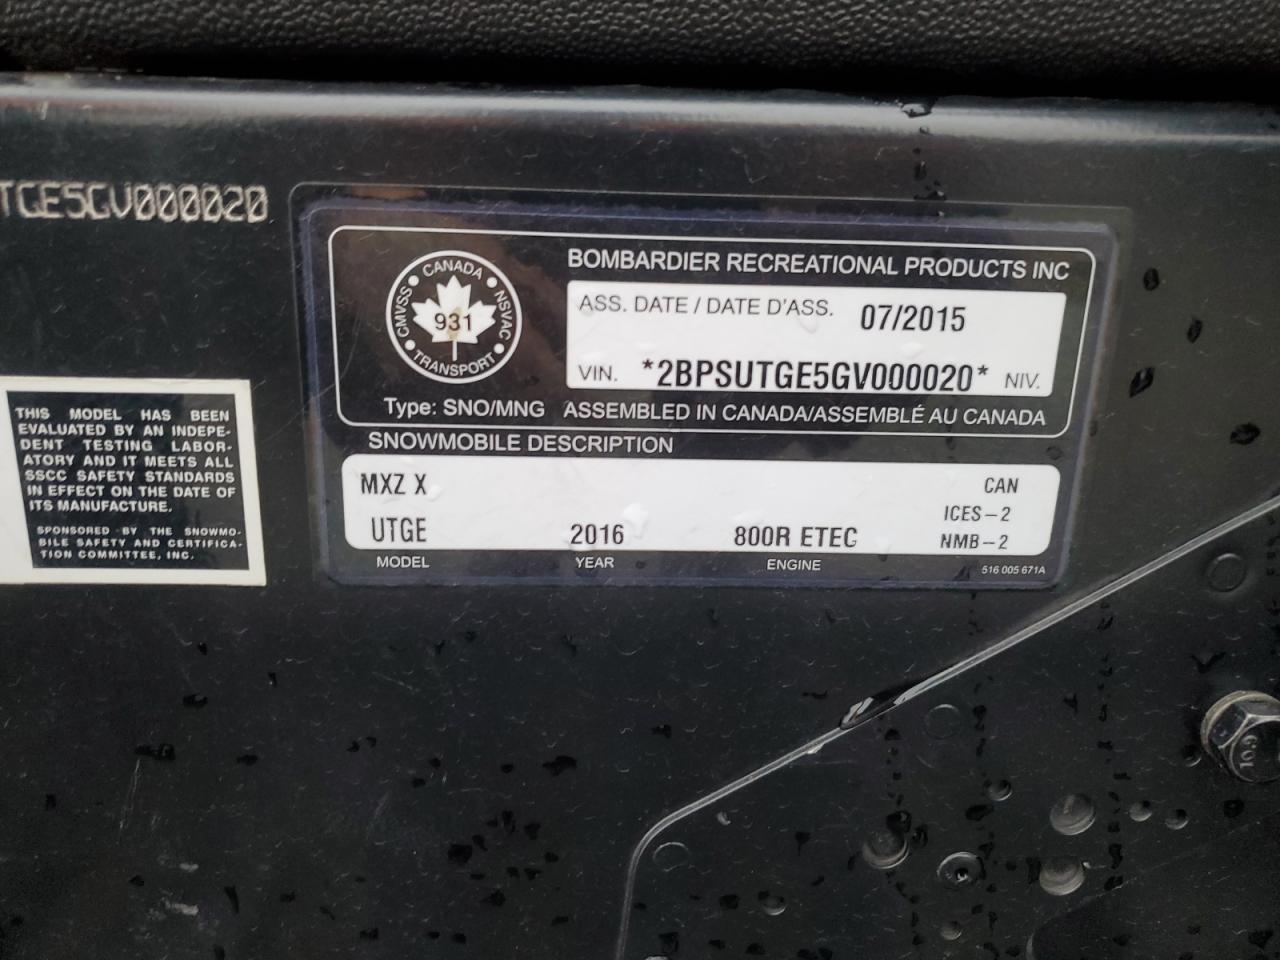 TGE5GV000020
CANADA
CMVSS
NSVAC
931
TRANSPORT
BOMBARDIER RECREATIONAL PRODUCTS INC
ASS. DATE / DATE D'ASS. 07/2015
VIN. *2BPSUTGE5GV000020* NIV.
Type: SNO/MNG ASSEMBLED IN CANADA/ASSEMBLÉ AU CANADA
SNOWMOBILE DESCRIPTION
MXZ X CAN
ICES-2
UTGE 2016 800R ETEC NMB-2
MODEL YEAR ENGINE 516 005 671A
THIS MODEL HAS BEEN
EVALUATED BY AN INDEPE-
DENT TESTING LABOR-
ATORY AND IT MEETS ALL
SSCC SAFETY STANDARDS
IN EFFECT ON THE DATE OF
ITS MANUFACTURE.
SPONSORED BY THE SNOWMO-
BILE SAFETY AND CERTIFICA-
TION COMMITTEE, INC.